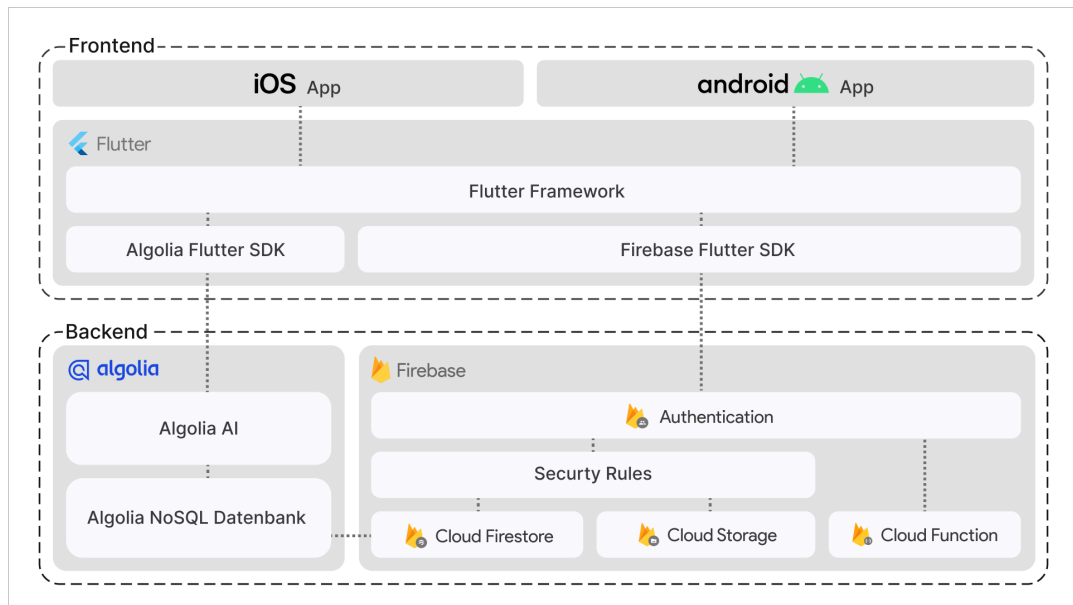 Frontend
iOS App
android App
Flutter
Flutter Framework
Algolia Flutter SDK
Firebase Flutter SDK
Backend
algolia
Firebase
Algolia AI
Authentication
Securty Rules
Algolia NoSQL Datenbank
Cloud Firestore
Cloud Storage
Cloud Function